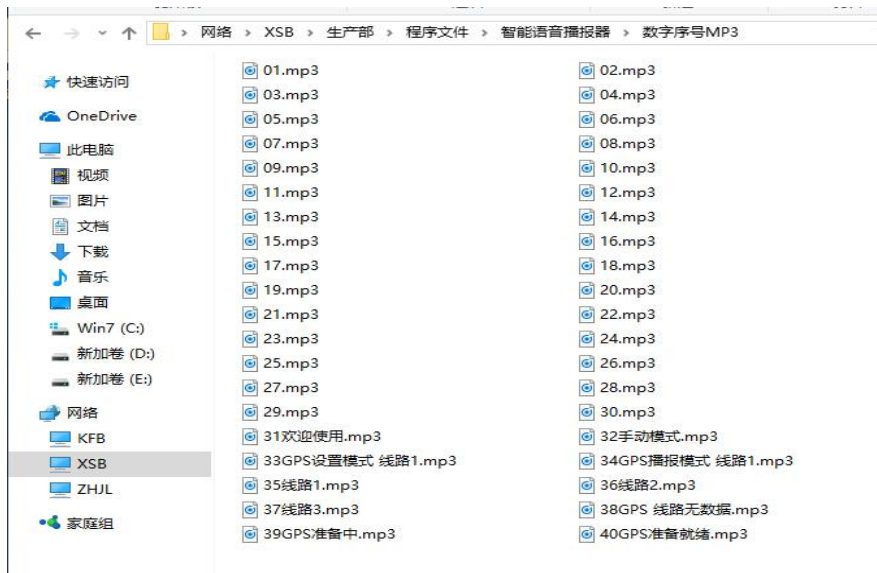 网络 > XSB > 生产部 > 程序文件 > 智能语音播报器 > 数字序号MP3
快速访问
OneDrive
此电脑
视频
图片
文档
下载
音乐
桌面
Win7 (C:)
新加卷 (D:)
新加卷 (E:)
网络
KFB
XSB
ZHJL
家庭组
01.mp3 02.mp3
03.mp3 04.mp3
05.mp3 06.mp3
07.mp3 08.mp3
09.mp3 10.mp3
11.mp3 12.mp3
13.mp3 14.mp3
15.mp3 16.mp3
17.mp3 18.mp3
19.mp3 20.mp3
21.mp3 22.mp3
23.mp3 24.mp3
25.mp3 26.mp3
27.mp3 28.mp3
29.mp3 30.mp3
31欢迎使用.mp3 32手动模式.mp3
33GPS设置模式 线路1.mp3 34GPS播报模式 线路1.mp3
35线路1.mp3 36线路2.mp3
37线路3.mp3 38GPS 线路无数据.mp3
39GPS准备中.mp3 40GPS准备就绪.mp3